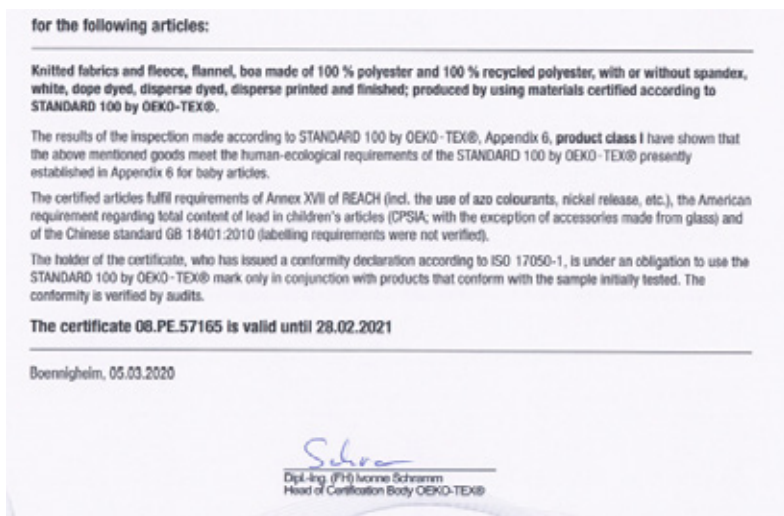 for the following articles:
Knitted fabrics and fleece, flannel, boa made of 100 % polyester and 100 % recycled polyester, with or without spandex,
white, dope dyed, disperse dyed, disperse printed and finished; produced by using materials certified according to
STANDARD 100 by OEKO-TEX®.
The results of the inspection made according to STANDARD 100 by OEKO-TEX®, Appendix 6, product class I have shown that
the above mentioned goods meet the human-ecological requirements of the STANDARD 100 by OEKO-TEX® presently
established in Appendix 6 for baby articles.
The certified articles fulfil requirements of Annex XVII of REACH (incl. the use of azo colourants, nickel release, etc.), the American
requirement regarding total content of lead in children's articles (CPSIA; with the exception of accessories made from glass) and
of the Chinese standard GB 18401:2010 (labelling requirements were not verified).
The holder of the certificate, who has issued a conformity declaration according to ISO 17050-1, is under an obligation to use the
STANDARD 100 by OEKO-TEX® mark only in conjunction with products that conform with the sample initially tested. The
conformity is verified by audits.
The certificate 08.PE.57165 is valid until 28.02.2021
Boennigheim, 05.03.2020
Dipl.-Ing. (FH) Ivonne Schramm
Head of Certification Body OEKO-TEX®